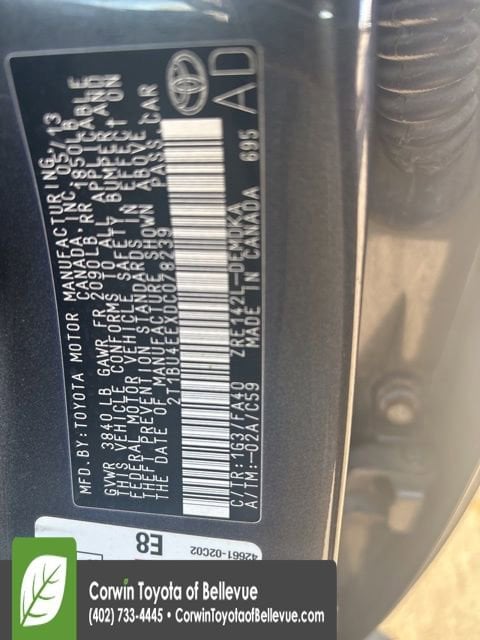 MFD. BY: TOYOTA MOTOR MANUFACTURING
CANADA, INC. 05/13
GVWR 3840 LB GAWR FR 2090LB, RR 1850LB
THIS VEHICLE CONFORMS TO ALL APPLICABLE
FEDERAL MOTOR VEHICLE SAFETY, BUMPER, AND
THEFT PREVENTION STANDARDS IN EFFECT ON
DATE OF MANUFACTURE SHOWN ABOVE.
2T1BU4EEXDC078239 PASS. CAR
C/TR: 1G3/FA40 ZRE142L-DEMDKA AD
A/TM: -02A/C59 MADE IN CANADA 695
42661-02C02
E8
Corwin Toyota of Bellevue
(402) 733-4445 • CorwinToyotaofBellevue.com